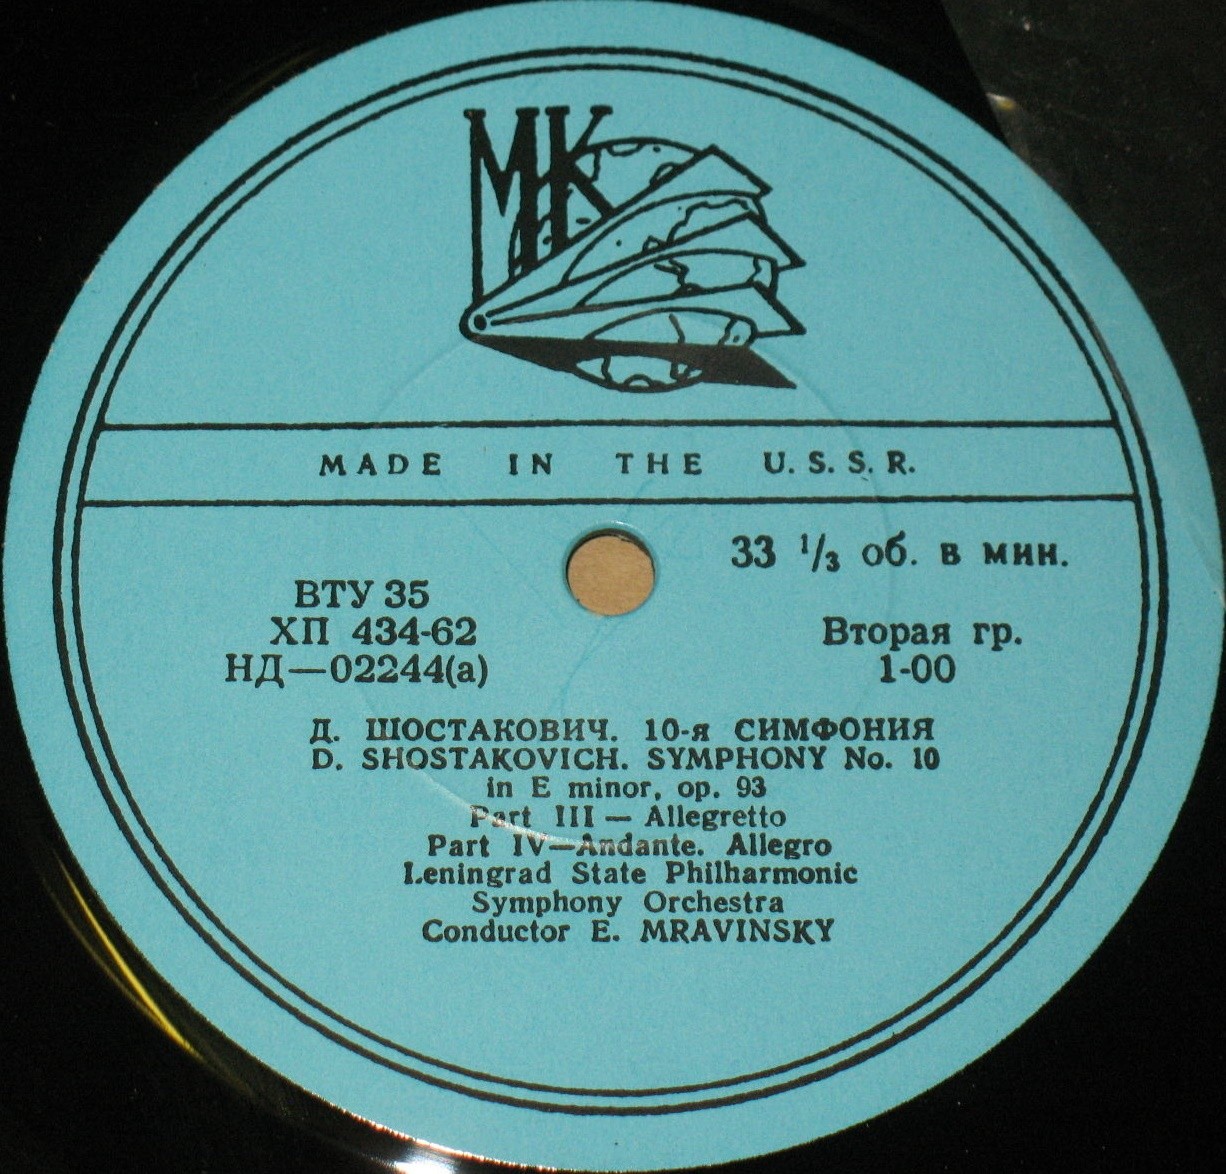 МК
MADE IN THE U.S.S.R.
33 1/3 об. в мин.
ВТУ 35
ХП 434-62
Вторая гр.
НД—02244(а)
1-00
Д. ШОСТАКОВИЧ. 10-я СИМФОНИЯ
D. SHOSTAKOVICH. SYMPHONY No. 10
in E minor, op. 93
Part III — Allegretto
Part IV—Andante. Allegro
Leningrad State Philharmonic
Symphony Orchestra
Conductor E. MRAVINSKY